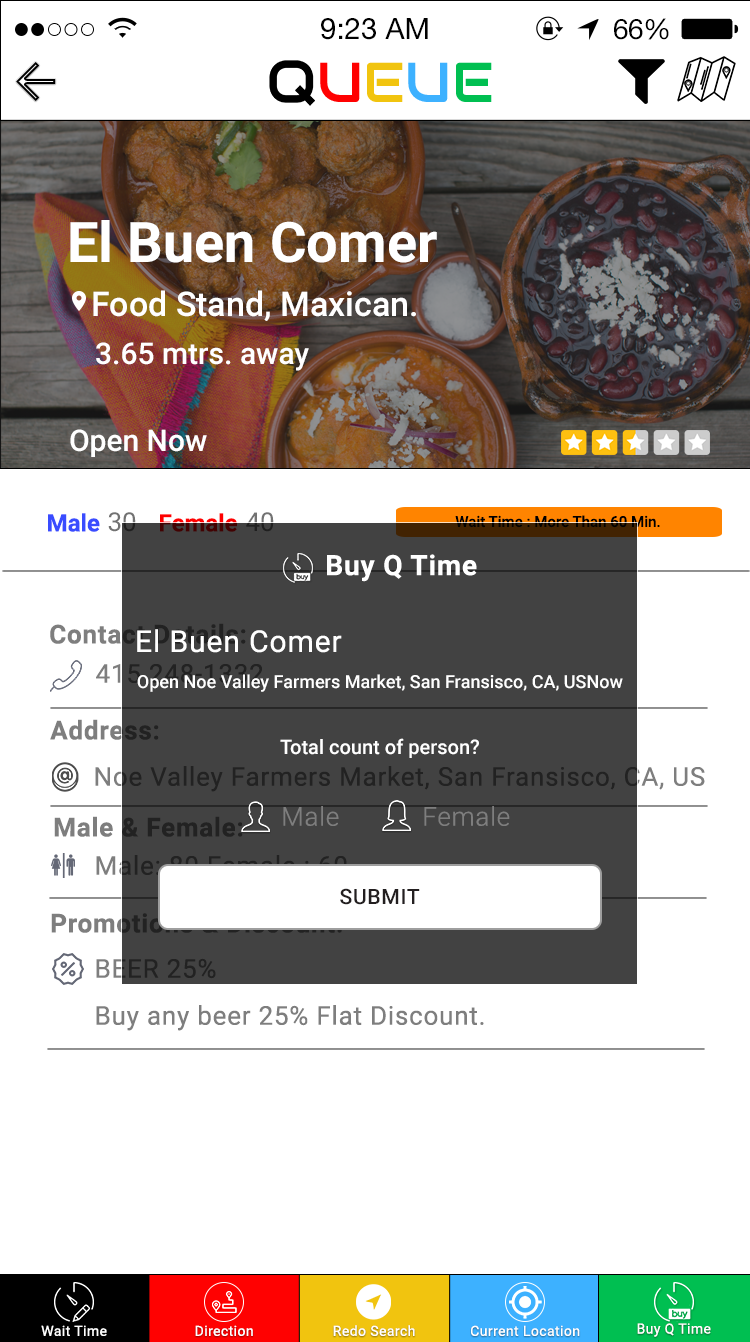 9:23 AM
66%
QUEUE
El Buen Comer
Food Stand, Maxican.
3.65 mtrs. away
Open Now
Male 30 Female 40
Wait Time : More Than 60 Min.
buy Buy Q Time
Contact Details:
El Buen Comer
415-248-1332
Open Noe Valley Farmers Market, San Fransisco, CA, USNow
Address:
Total count of person?
Noe Valley Farmers Market, San Fransisco, CA, US
Male Female
Male & Female:
Male: 80 Female : 60
SUBMIT
Promotions & Discount:
BEER 25%
Buy any beer 25% Flat Discount.
Wait Time
Direction
Redo Search
Current Location
buy
Buy Q Time